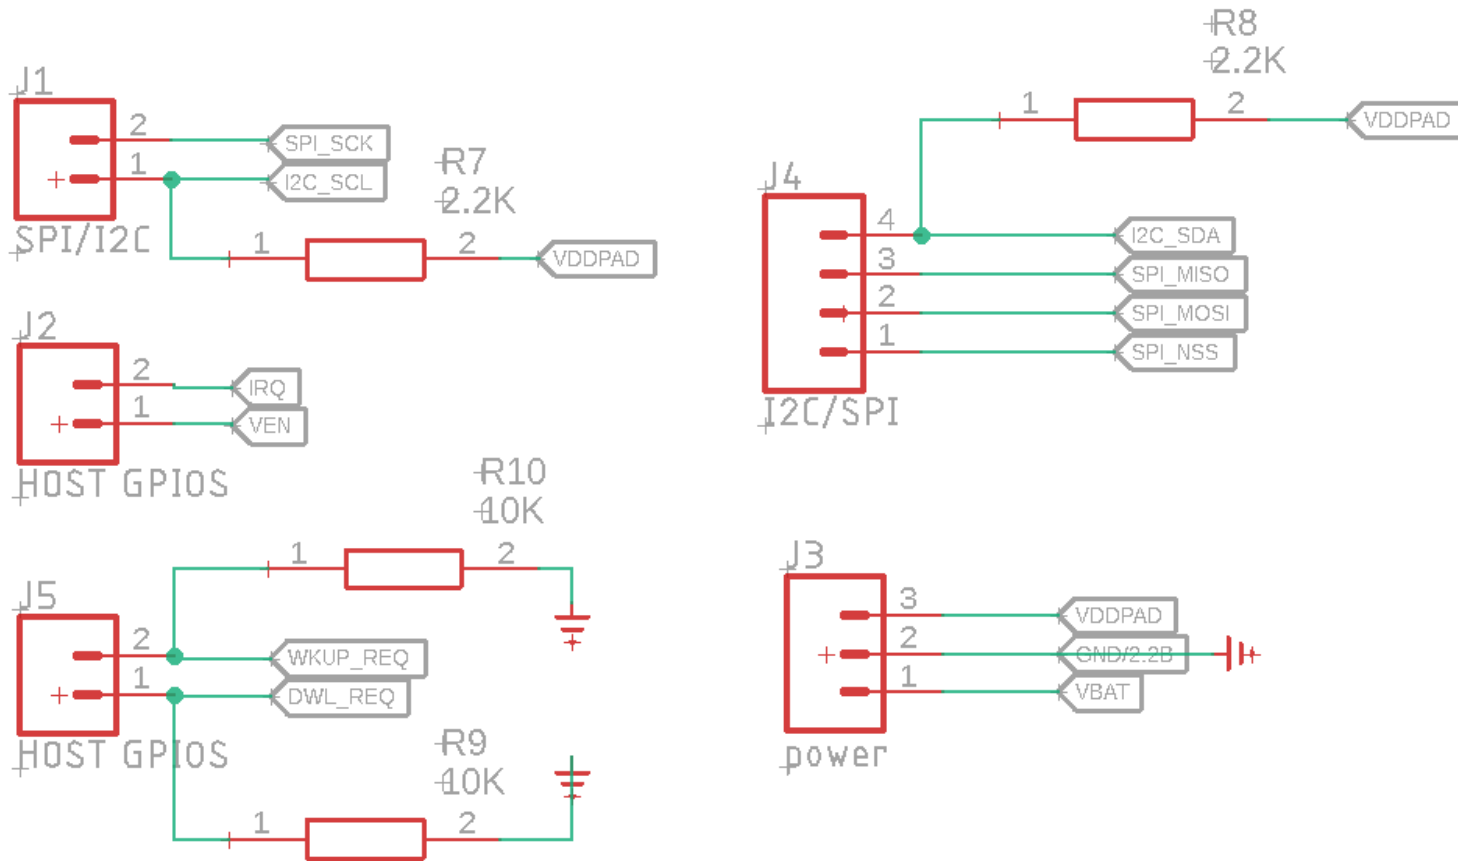 J1
2
SPI_SCK
1
I2C_SCL
SPI/I2C
R7
2.2K
1
2
VDDPAD
R8
2.2K
1
2
VDDPAD
J4
4
I2C_SDA
3
SPI_MISO
2
SPI_MOSI
1
SPI_NSS
I2C/SPI
J2
2
IRQ
1
VEN
HOST GPIOS
R10
10K
1
2
J5
2
WKUP_REQ
1
DWL_REQ
HOST GPIOS
R9
10K
1
2
J3
3
VDDPAD
2
GND/2.2B
1
VBAT
power